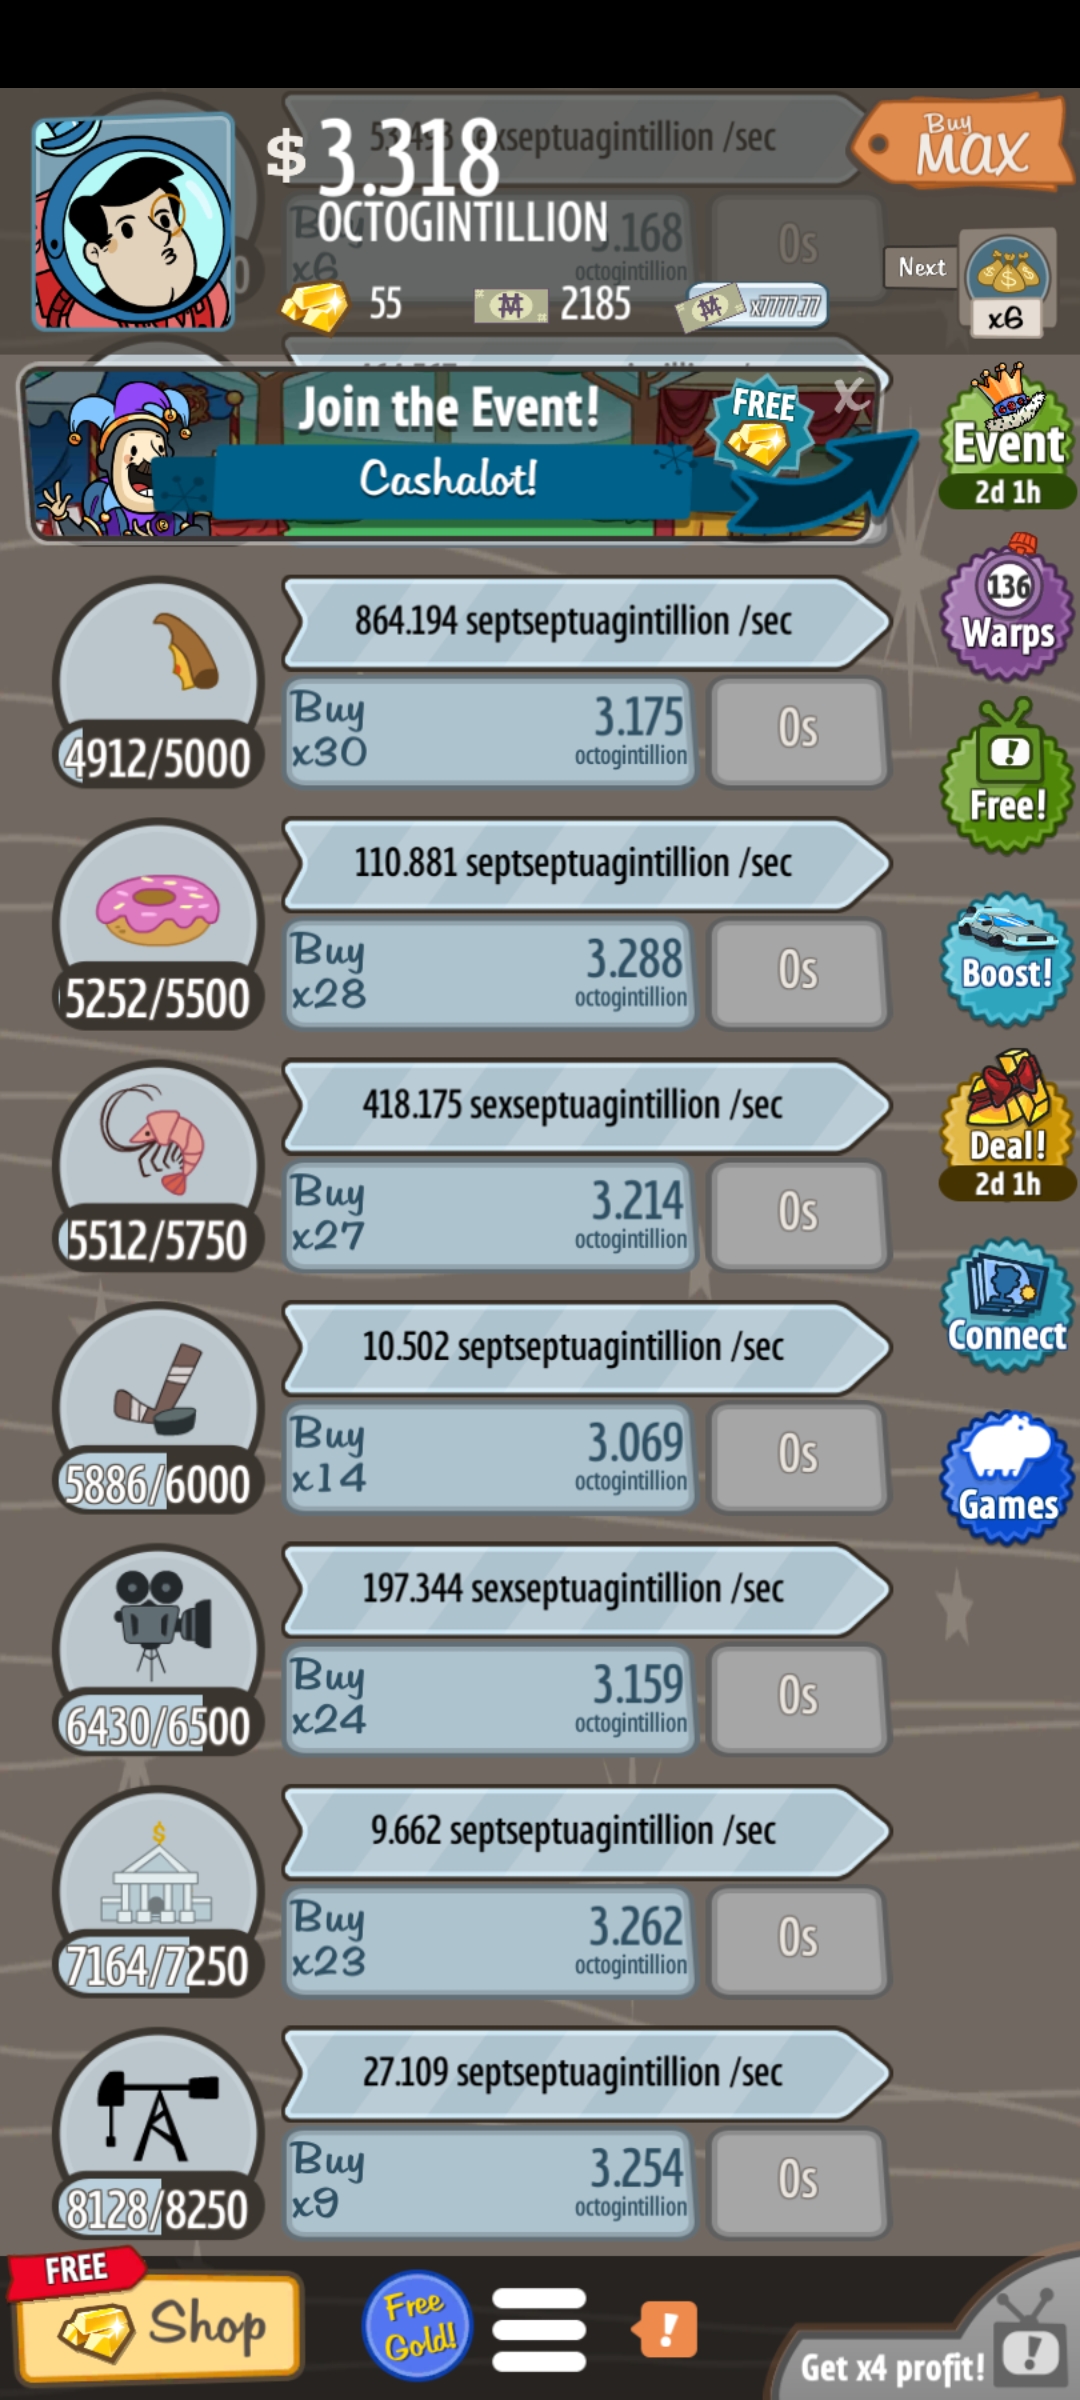 53.493 sexseptuagintillion /sec
$ 3.318
OCTOGINTILLION
Buy
x6
3.168
octogintillion
0s
Buy
MAX
55
2185
x7777.77
Next
x6
Join the Event!
Cashalot!
FREE
X
Event
2d 1h
864.194 septseptuagintillion /sec
4912/5000
Buy
x30
3.175
octogintillion
0s
136
Warps
Free!
110.881 septseptuagintillion /sec
5252/5500
Buy
x28
3.288
octogintillion
0s
Boost!
418.175 sexseptuagintillion /sec
5512/5750
Buy
x27
3.214
octogintillion
0s
Deal!
2d 1h
10.502 septseptuagintillion /sec
5886/6000
Buy
x14
3.069
octogintillion
0s
Connect
Games
197.344 sexseptuagintillion /sec
6430/6500
Buy
x24
3.159
octogintillion
0s
9.662 septseptuagintillion /sec
7164/7250
Buy
x23
3.262
octogintillion
0s
27.109 septseptuagintillion /sec
8128/8250
Buy
x9
3.254
octogintillion
0s
FREE
Shop
Free
Gold!
!
Get x4 profit!
!